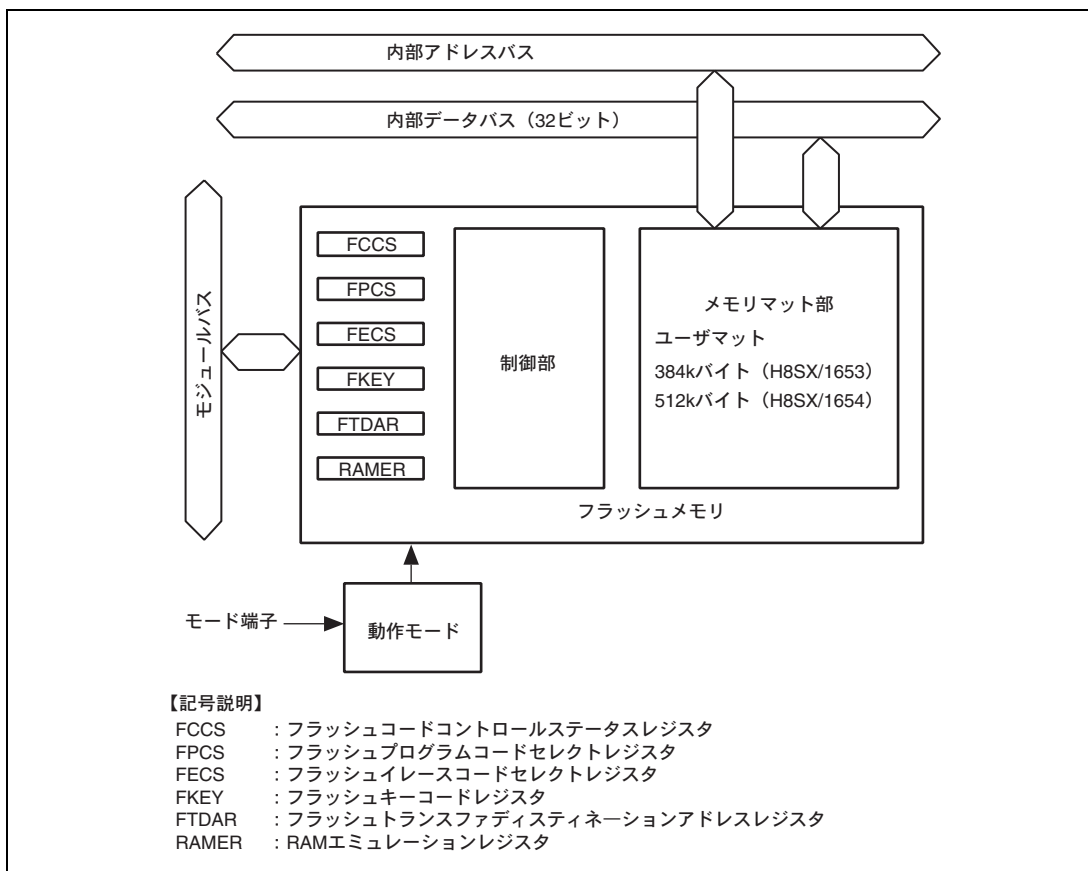 内部アドレスバス
内部データバス（32ビット）
モジュールバス
FCCS
FPCS
FECS
FKEY
FTDAR
RAMER
制御部
メモリマット部
ユーザマット
384kバイト（H8SX/1653）
512kバイト（H8SX/1654）
フラッシュメモリ
モード端子
動作モード
【記号説明】
FCCS ：フラッシュコードコントロールステータスレジスタ
FPCS ：フラッシュプログラムコードセレクトレジスタ
FECS ：フラッシュイレースコードセレクトレジスタ
FKEY ：フラッシュキーコードレジスタ
FTDAR ：フラッシュトランスファディスティネ―ションアドレスレジスタ
RAMER ：RAMエミュレーションレジスタ